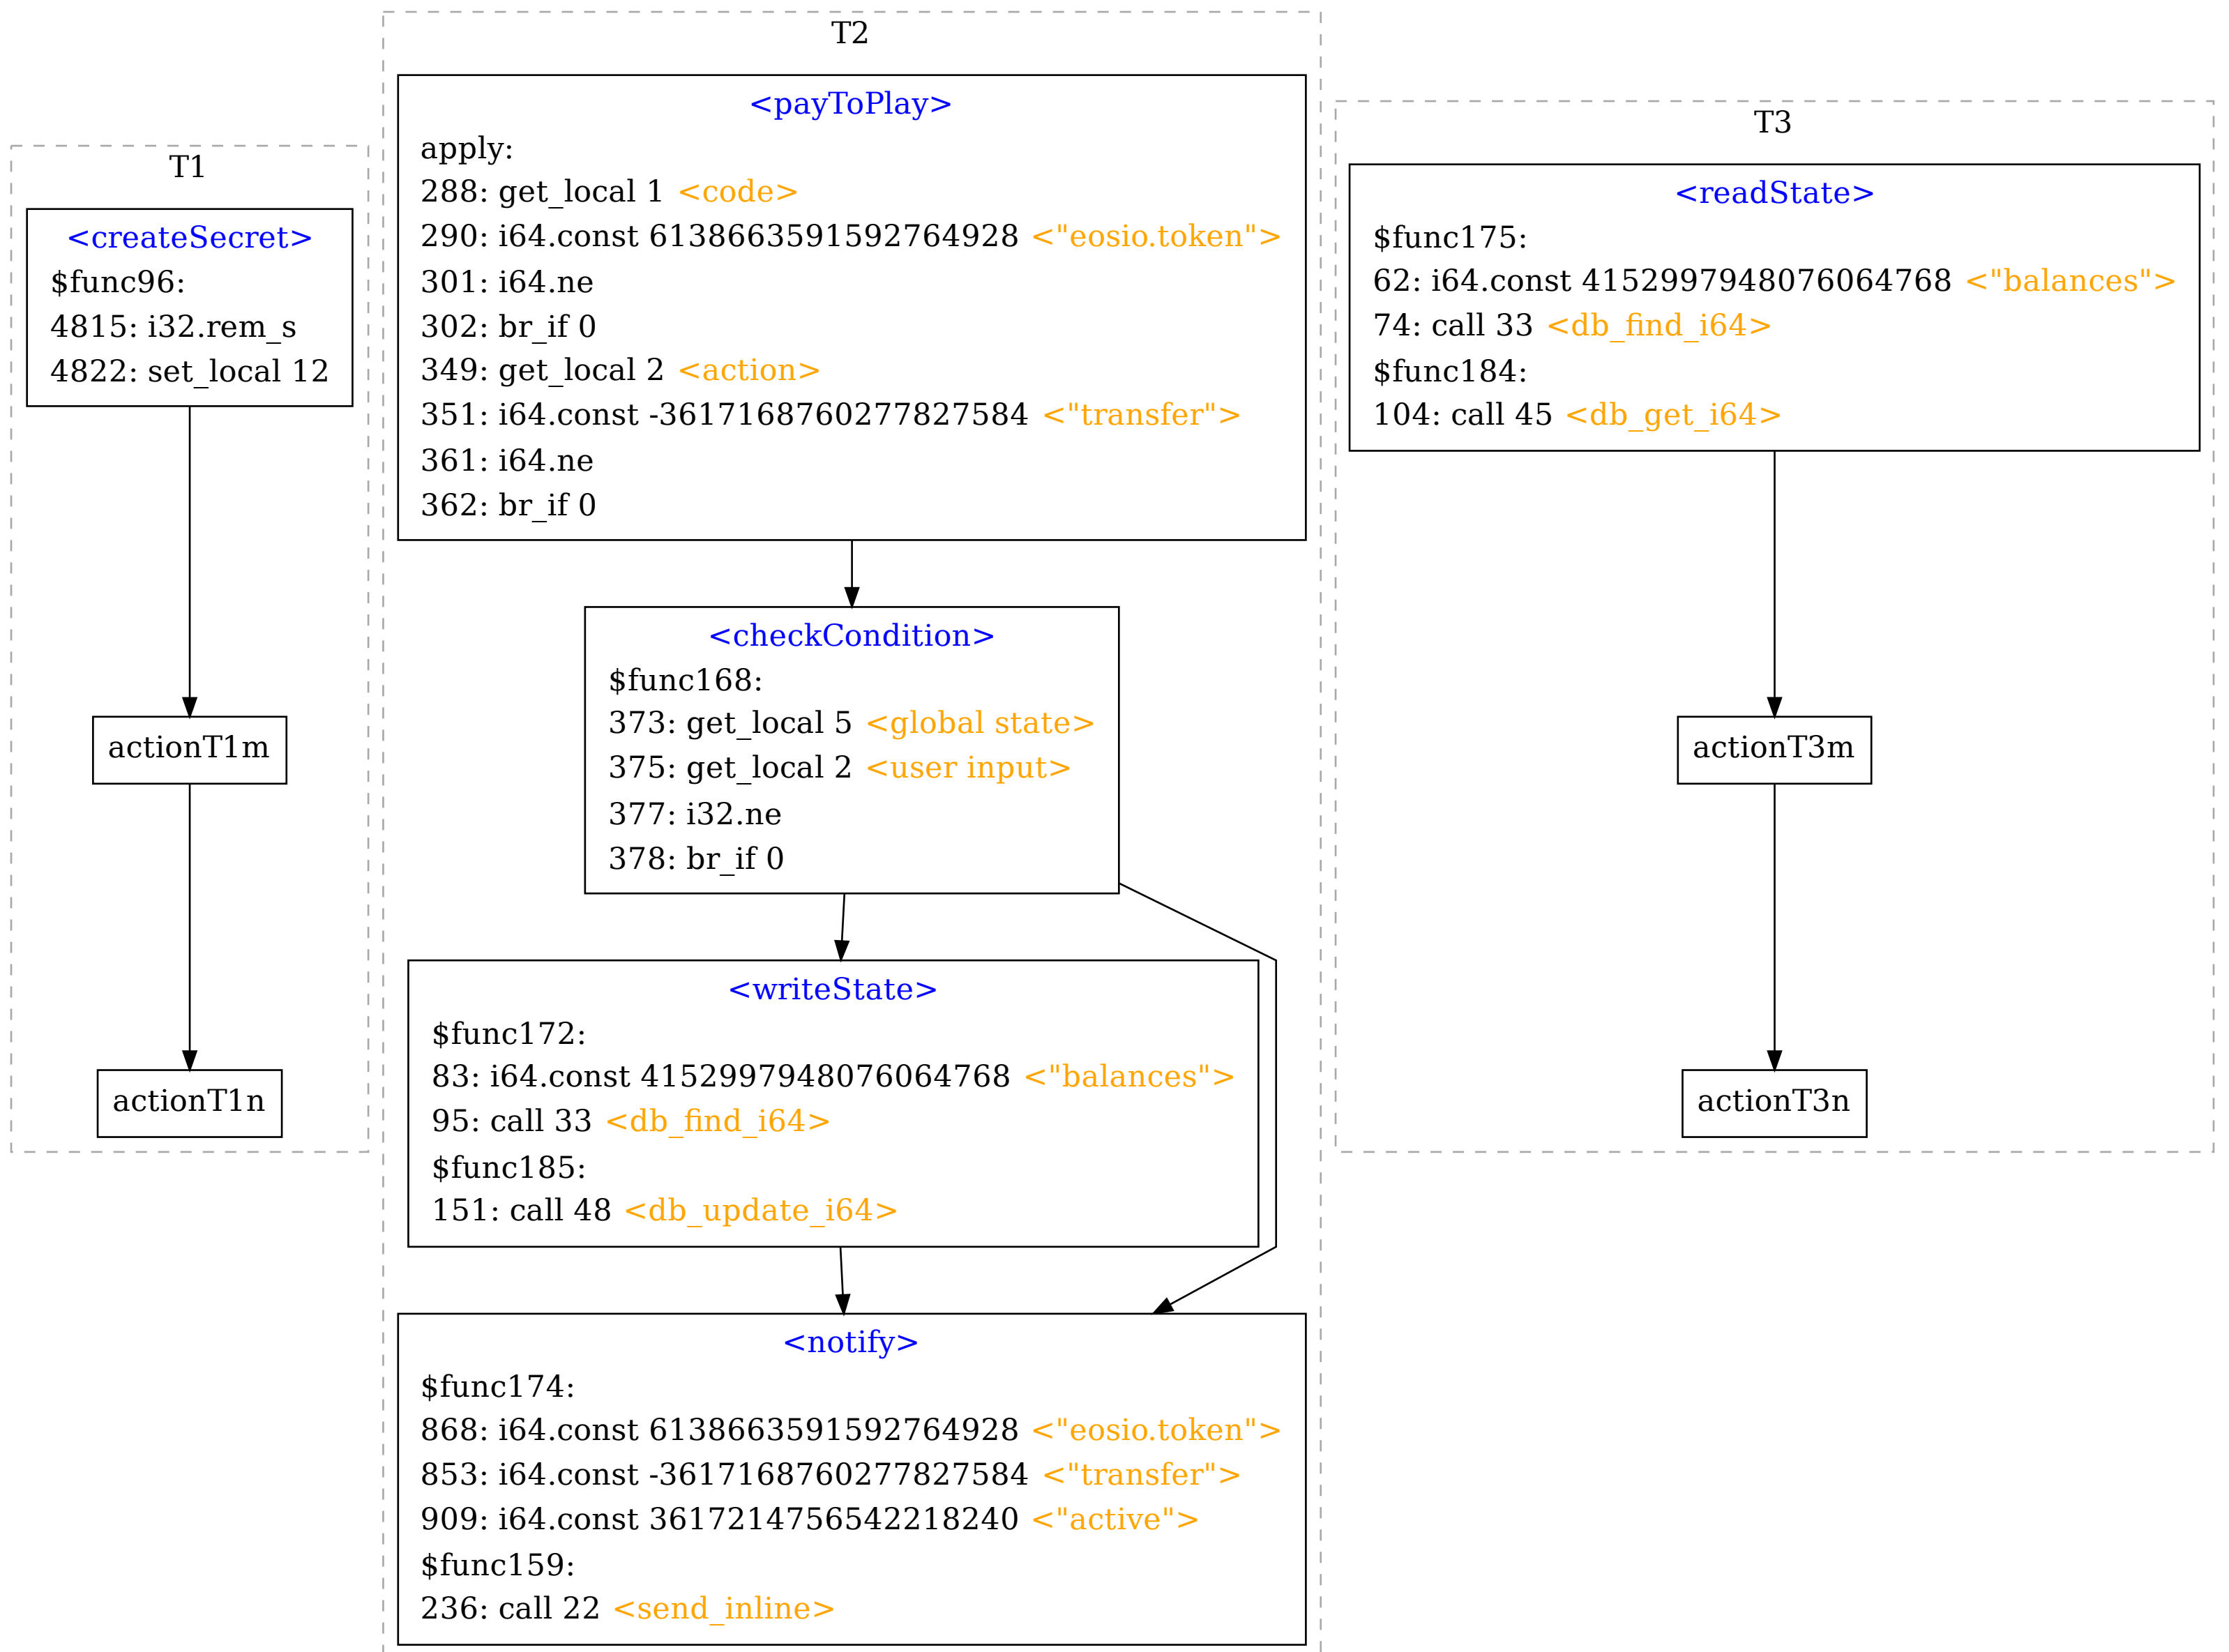 T1
<createSecret>
$func96:
4815: i32.rem_s
4822: set_local 12
actionT1m
actionT1n
T2
<payToPlay>
apply:
288: get_local 1 <code>
290: i64.const 6138663591592764928 <"eosio.token">
301: i64.ne
302: br_if 0
349: get_local 2 <action>
351: i64.const -3617168760277827584 <"transfer">
361: i64.ne
362: br_if 0
<checkCondition>
$func168:
373: get_local 5 <global state>
375: get_local 2 <user input>
377: i32.ne
378: br_if 0
<writeState>
$func172:
83: i64.const 4152997948076064768 <"balances">
95: call 33 <db_find_i64>
$func185:
151: call 48 <db_update_i64>
<notify>
$func174:
868: i64.const 6138663591592764928 <"eosio.token">
853: i64.const -3617168760277827584 <"transfer">
909: i64.const 3617214756542218240 <"active">
$func159:
236: call 22 <send_inline>
T3
<readState>
$func175:
62: i64.const 4152997948076064768 <"balances">
74: call 33 <db_find_i64>
$func184:
104: call 45 <db_get_i64>
actionT3m
actionT3n